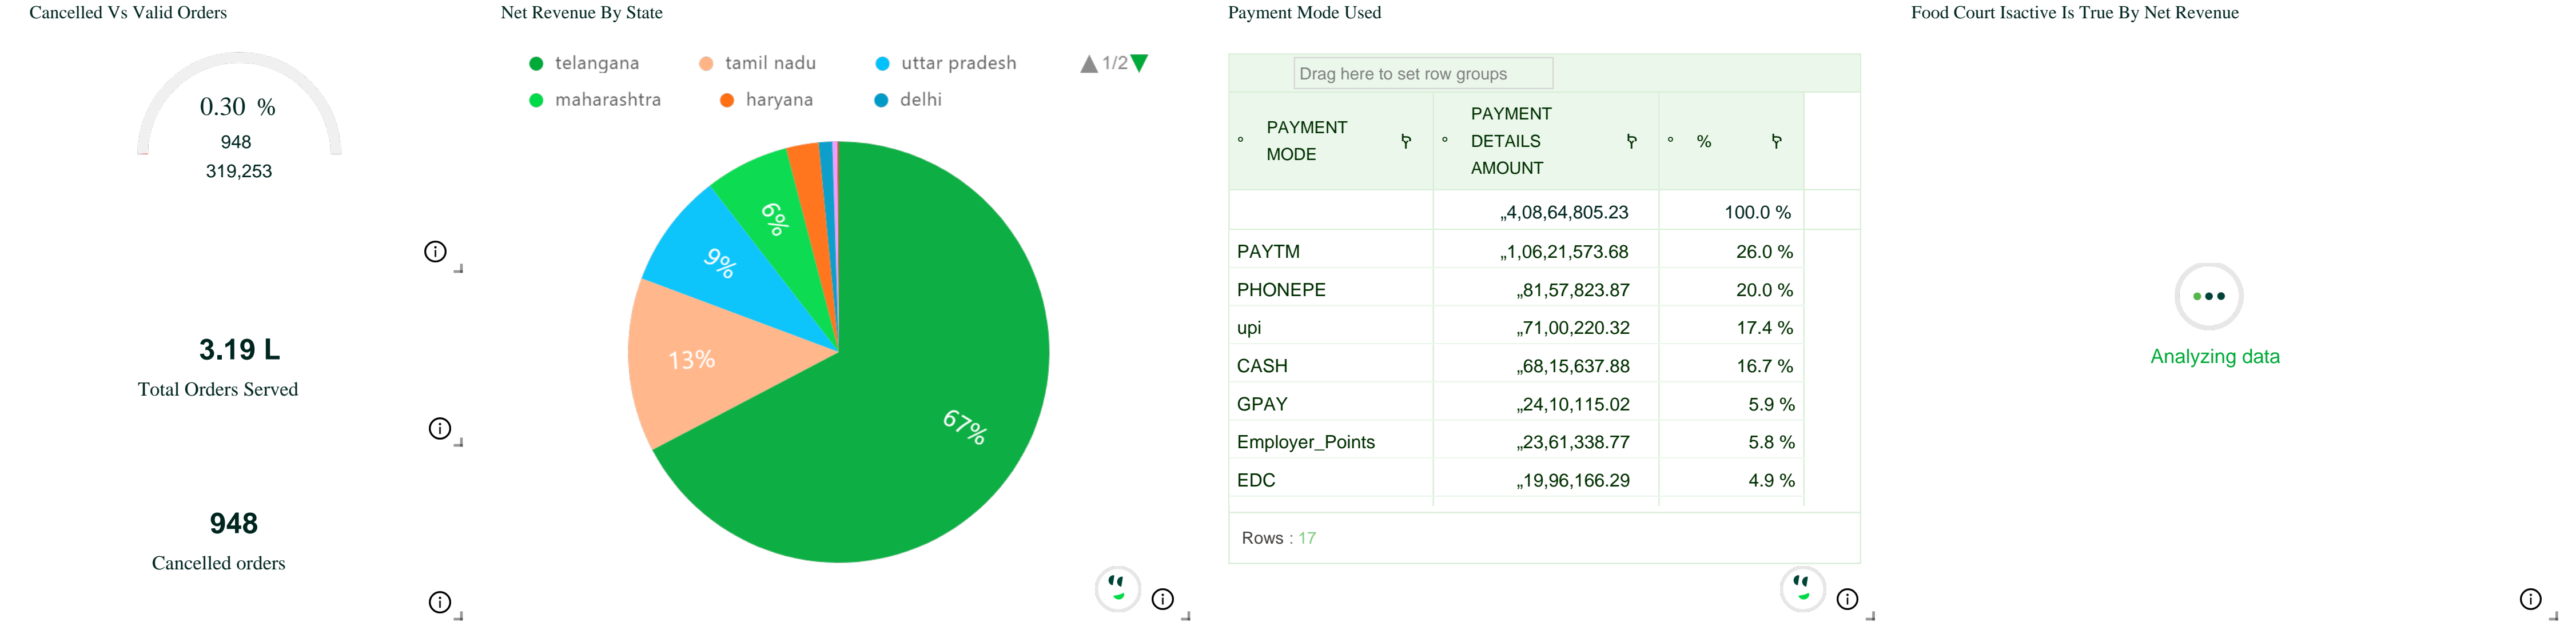 Cancelled Vs Valid Orders
0.30 %
948
319,253
3.19 L
Total Orders Served
948
Cancelled orders
Net Revenue By State
telangana
tamil nadu
uttar pradesh
1/2
maharashtra
haryana
delhi
6%
9%
13%
67%
Payment Mode Used
Drag here to set row groups
PAYMENT MODE
PAYMENT DETAILS AMOUNT
%
„4,08,64,805.23 100.0 %
PAYTM „1,06,21,573.68 26.0 %
PHONEPE „81,57,823.87 20.0 %
upi „71,00,220.32 17.4 %
CASH „68,15,637.88 16.7 %
GPAY „24,10,115.02 5.9 %
Employer_Points „23,61,338.77 5.8 %
EDC „19,96,166.29 4.9 %
Rows : 17
Food Court Isactive Is True By Net Revenue
Analyzing data